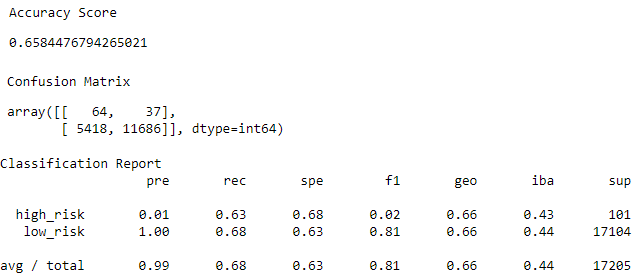 Accuracy Score
0.6584476794265021
Confusion Matrix
array([[   64,    37],
       [ 5418, 11686]], dtype=int64)
Classification Report
                   pre       rec       spe        f1       geo       iba       sup
  high_risk       0.01      0.63      0.68      0.02      0.66      0.43       101
   low_risk       1.00      0.68      0.63      0.81      0.66      0.44     17104
avg / total       0.99      0.68      0.63      0.81      0.66      0.44     17205